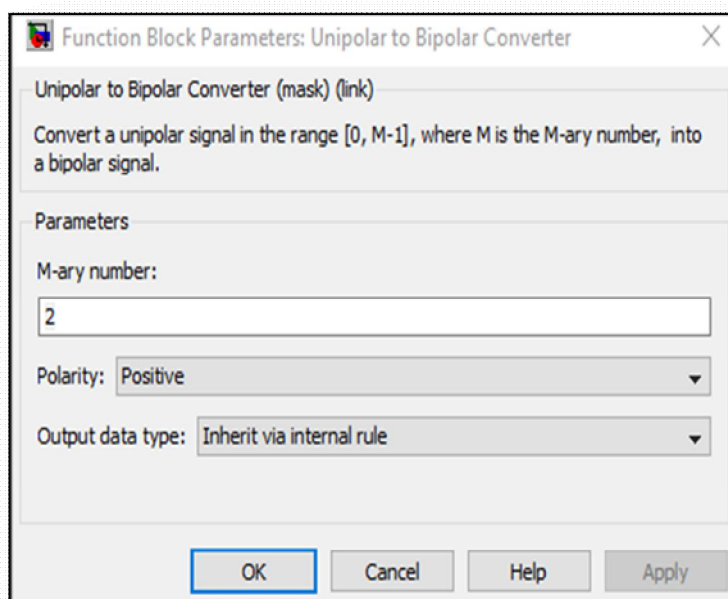 Function Block Parameters: Unipolar to Bipolar Converter
Unipolar to Bipolar Converter (mask) (link)
Convert a unipolar signal in the range [0, M-1], where M is the M-ary number, into
a bipolar signal.
Parameters
M-ary number:
2
Polarity: Positive
Output data type: Inherit via internal rule
OK Cancel Help Apply